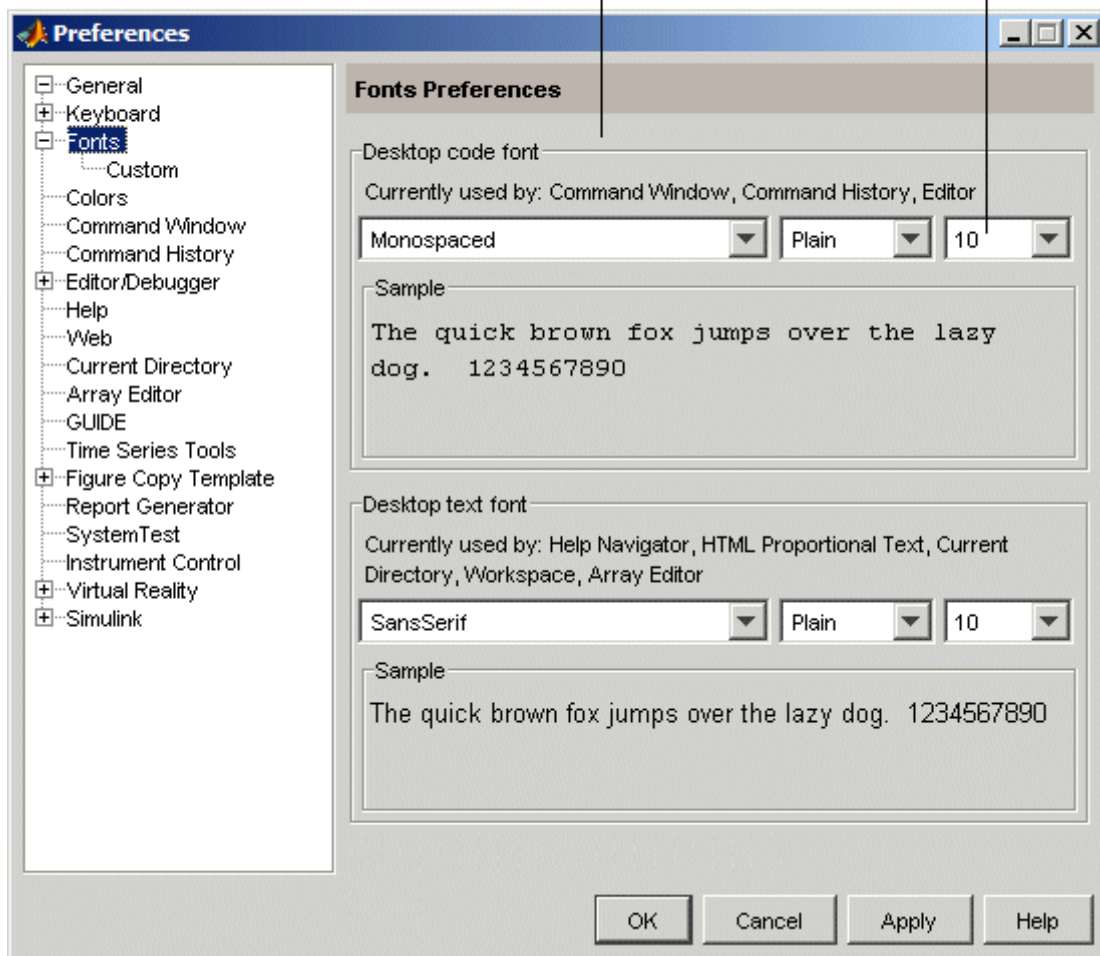 Preferences
General
Keyboard
Fonts
Custom
Colors
Command Window
Command History
Editor/Debugger
Help
Web
Current Directory
Array Editor
GUIDE
Time Series Tools
Figure Copy Template
Report Generator
SystemTest
Instrument Control
Virtual Reality
Simulink
Fonts Preferences
Desktop code font
Currently used by: Command Window, Command History, Editor
Monospaced Plain 10
Sample
The quick brown fox jumps over the lazy
dog. 1234567890
Desktop text font
Currently used by: Help Navigator, HTML Proportional Text, Current
Directory, Workspace, Array Editor
SansSerif Plain 10
Sample
The quick brown fox jumps over the lazy dog. 1234567890
OK Cancel Apply Help